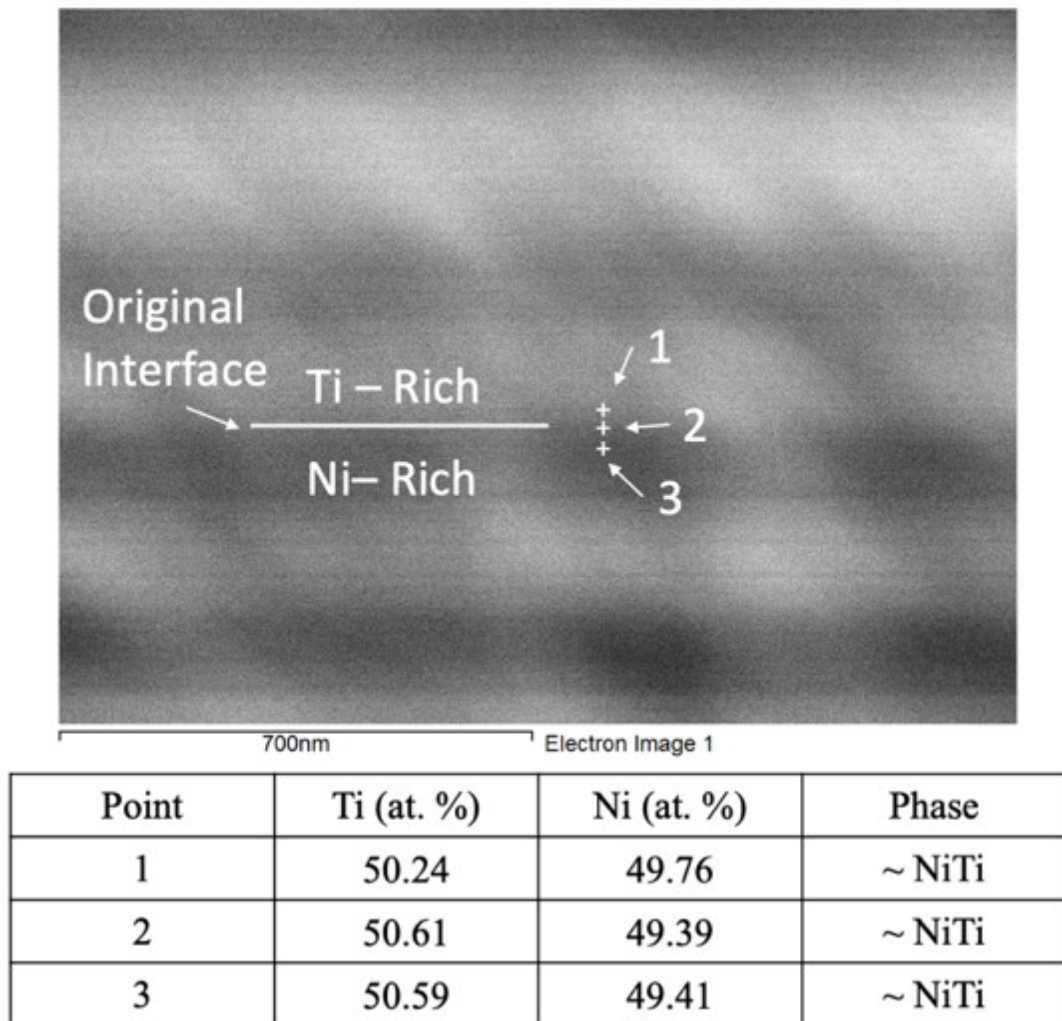 Original
Interface
Ti – Rich
Ni– Rich
1
2
3
700nm
Electron Image 1
Point Ti (at. %) Ni (at. %) Phase
1 50.24 49.76 ~ NiTi
2 50.61 49.39 ~ NiTi
3 50.59 49.41 ~ NiTi